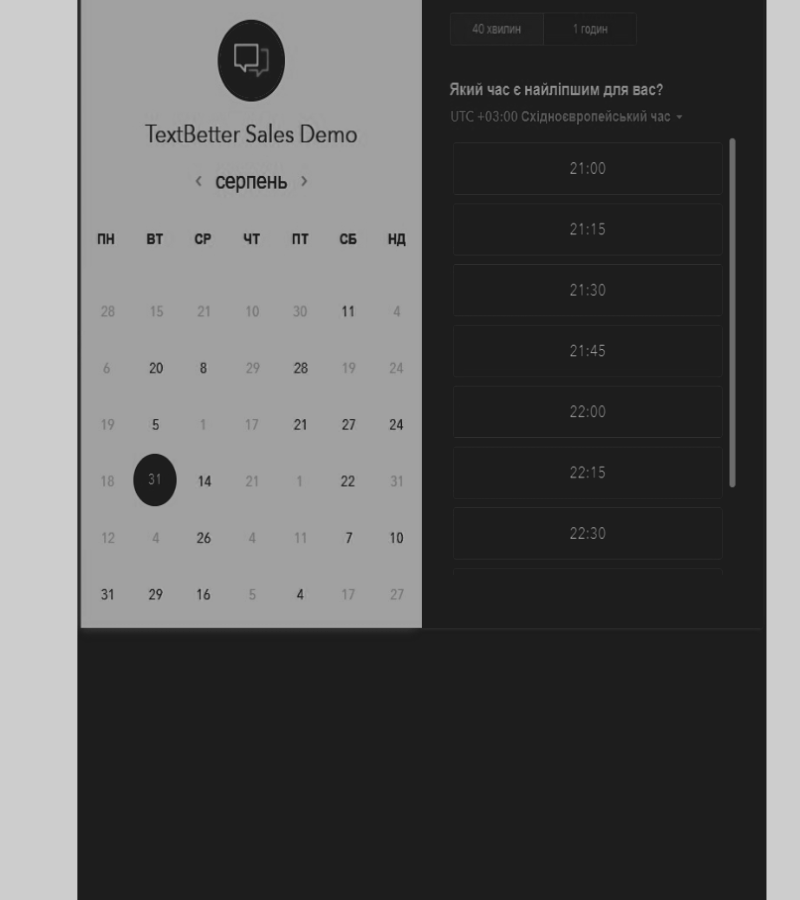 TextBetter Sales Demo
серпень
ПН ВТ СР ЧТ ПТ СБ НД
28 15 21 10 30 11 4
6 20 8 29 28 19 24
19 5 1 17 21 27 24
18 31 14 21 1 22 31
12 4 26 4 11 7 10
31 29 16 5 4 17 27
40 хвилин 1 годин
Який час є найліпшим для вас?
UTC +03:00 Східноєвропейський час
21:00
21:15
21:30
21:45
22:00
22:15
22:30